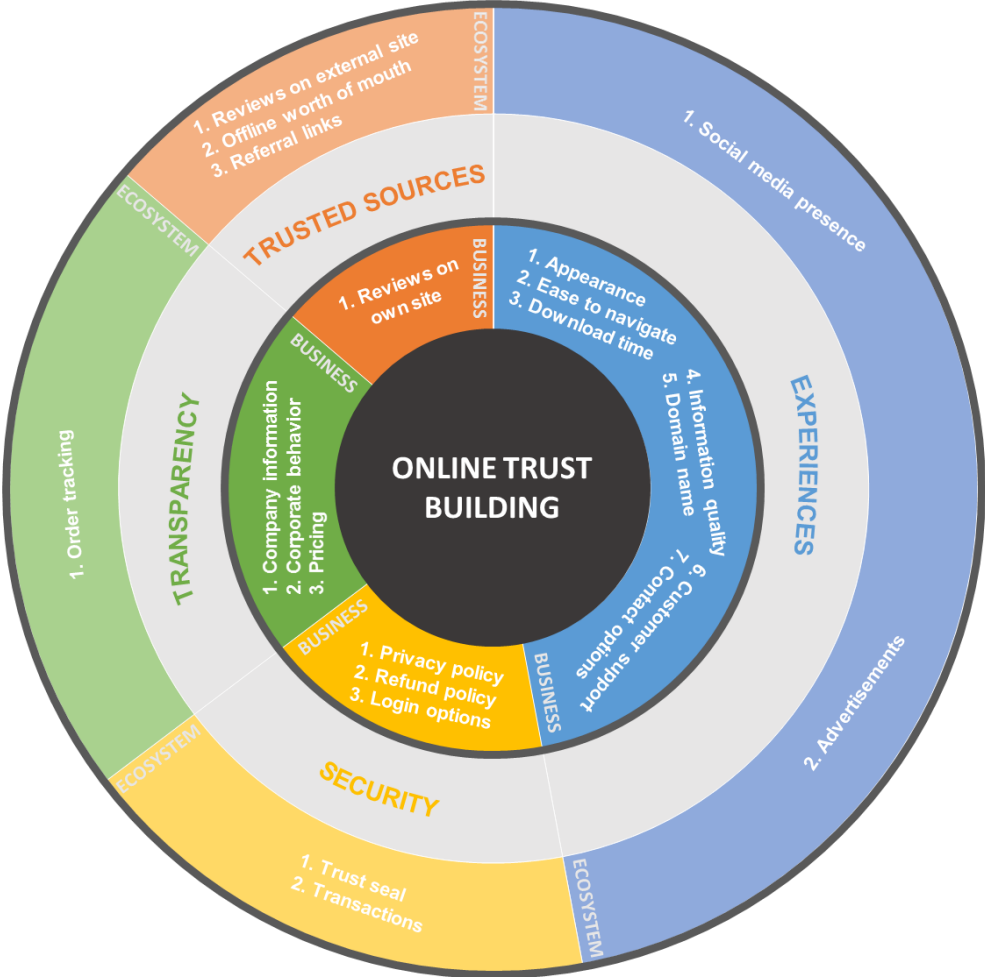 ONLINE TRUST
BUILDING
EXPERIENCES
BUSINESS
1. Appearance
2. Ease to navigate
3. Download time
4. Information quality
5. Domain name
6. Customer support
7. Contact options
ECOSYSTEM
1. Social media presence
2. Advertisements
SECURITY
BUSINESS
1. Privacy policy
2. Refund policy
3. Login options
ECOSYSTEM
1. Trust seal
2. Transactions
TRANSPARENCY
BUSINESS
1. Company information
2. Corporate behavior
3. Pricing
ECOSYSTEM
1. Order tracking
TRUSTED SOURCES
BUSINESS
1. Reviews on
own site
ECOSYSTEM
1. Reviews on external site
2. Offline worth of mouth
3. Referral links